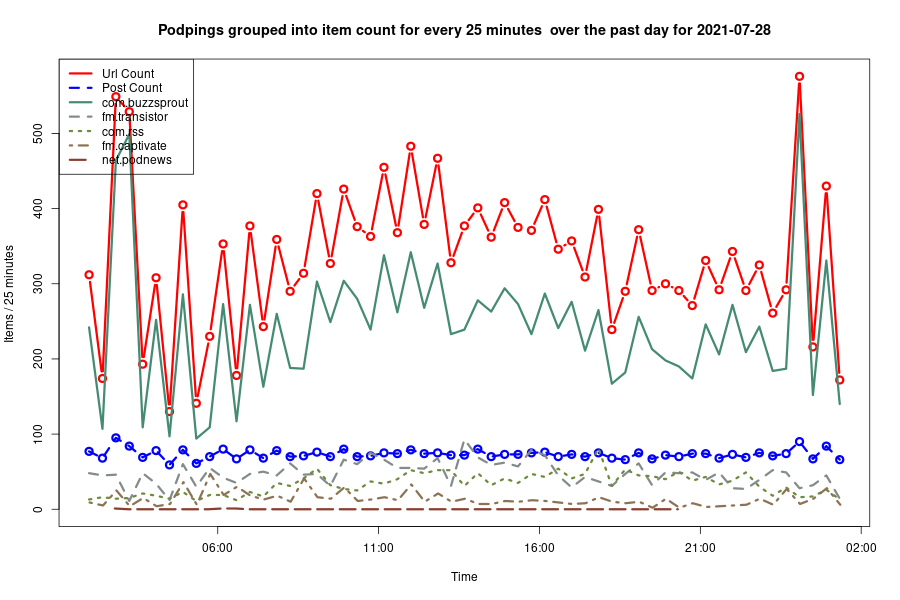 Podpings grouped into item count for every 25 minutes  over the past day for 2021-07-28
Url Count
Post Count
com.buzzsprout
fm.transistor
com.rss
fm.captivate
net.podnews
Items / 25 minutes
500
400
300
200
100
0
06:00
11:00
16:00
21:00
02:00
Time